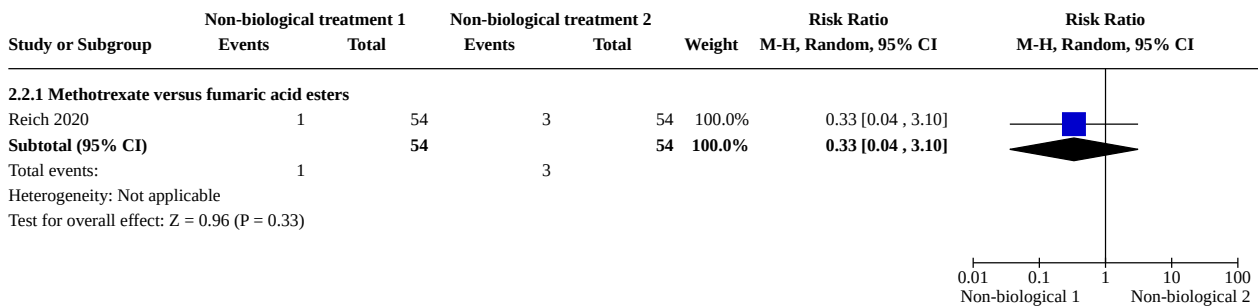 Non-biological treatment 1 Non-biological treatment 2 Risk Ratio Risk Ratio
Study or Subgroup Events Total Events Total Weight M-H, Random, 95% CI M-H, Random, 95% CI
2.2.1 Methotrexate versus fumaric acid esters
Reich 2020 1 54 3 54 100.0% 0.33 [0.04 , 3.10]
Subtotal (95% CI) 54 54 100.0% 0.33 [0.04 , 3.10]
Total events: 1 3
Heterogeneity: Not applicable
Test for overall effect: Z = 0.96 (P = 0.33)
0.01 0.1 1 10 100
Non-biological 1 Non-biological 2